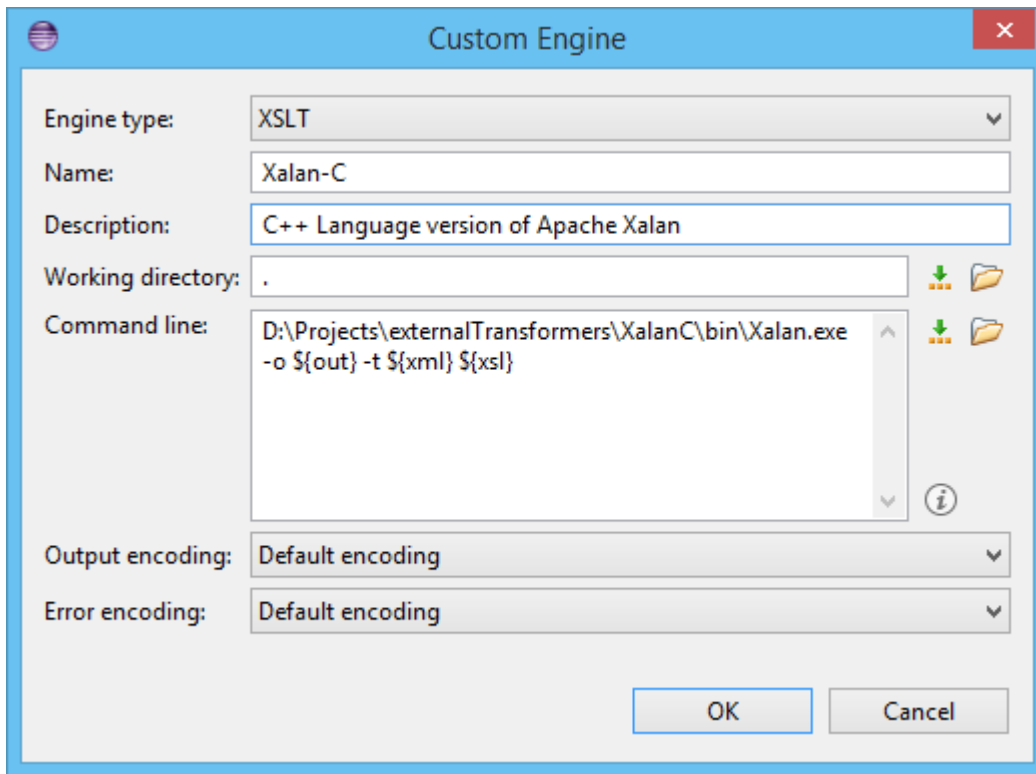 Custom Engine
Engine type: XSLT
Name: Xalan-C
Description: C++ Language version of Apache Xalan
Working directory: .
Command line: D:\Projects\externalTransformers\XalanC\bin\Xalan.exe
-o ${out} -t ${xml} ${xsl}
Output encoding: Default encoding
Error encoding: Default encoding
OK Cancel